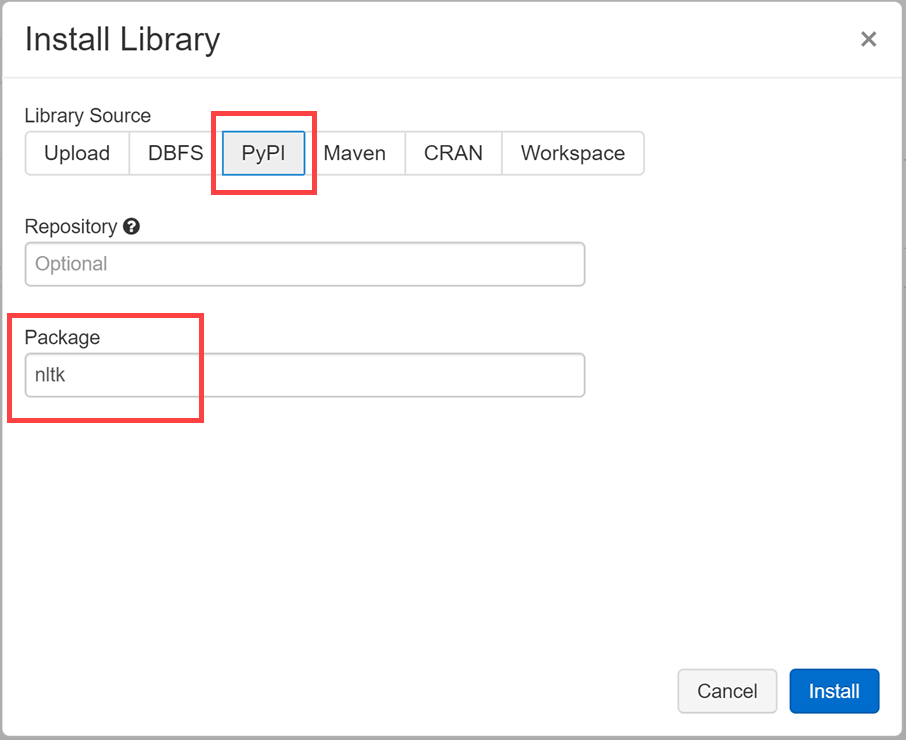 Install Library ×
Library Source
Upload DBFS PyPI Maven CRAN Workspace
Repository ?
Optional
Package
nltk
Cancel Install